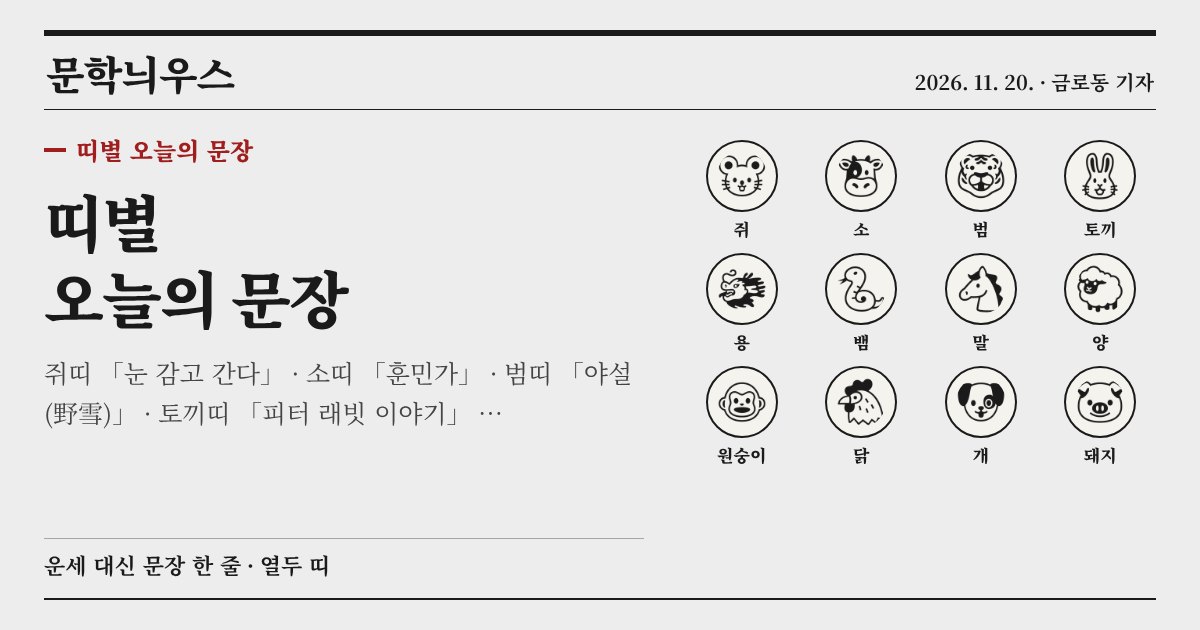 문학늬우스
2026. 11. 20. · 금로동 기자
띠별 오늘의 문장
띠별
오늘의 문장
쥐띠 「눈 감고 간다」 · 소띠 「훈민가」 · 범띠 「야설
(野雪)」 · 토끼띠 「피터 래빗 이야기」 …
쥐 소 범 토끼
용 뱀 말 양
원숭이 닭 개 돼지
운세 대신 문장 한 줄 · 열두 띠